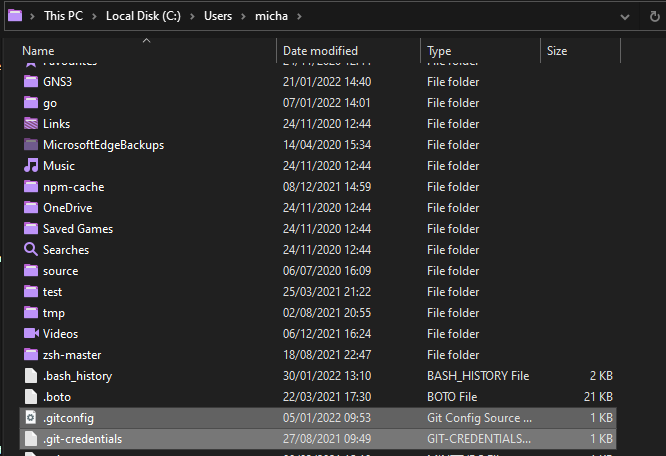 This PC > Local Disk (C:) > Users > micha >
Name Date modified Type Size
Favourites 24/11/2020 12:44 File folder
GNS3 21/01/2022 14:40 File folder
go 07/01/2022 14:01 File folder
Links 24/11/2020 12:44 File folder
MicrosoftEdgeBackups 14/04/2020 15:34 File folder
Music 24/11/2020 12:44 File folder
npm-cache 08/12/2021 14:59 File folder
OneDrive 24/11/2020 12:44 File folder
Saved Games 24/11/2020 12:44 File folder
Searches 24/11/2020 12:44 File folder
source 06/07/2020 16:09 File folder
test 25/03/2021 21:22 File folder
tmp 02/08/2021 20:55 File folder
Videos 06/12/2021 16:24 File folder
zsh-master 18/08/2021 22:47 File folder
.bash_history 30/01/2022 13:10 BASH_HISTORY File 2 KB
.boto 22/03/2021 17:30 BOTO File 21 KB
.gitconfig 05/01/2022 09:53 Git Config Source ... 1 KB
.git-credentials 27/08/2021 09:49 GIT-CREDENTIALS... 1 KB